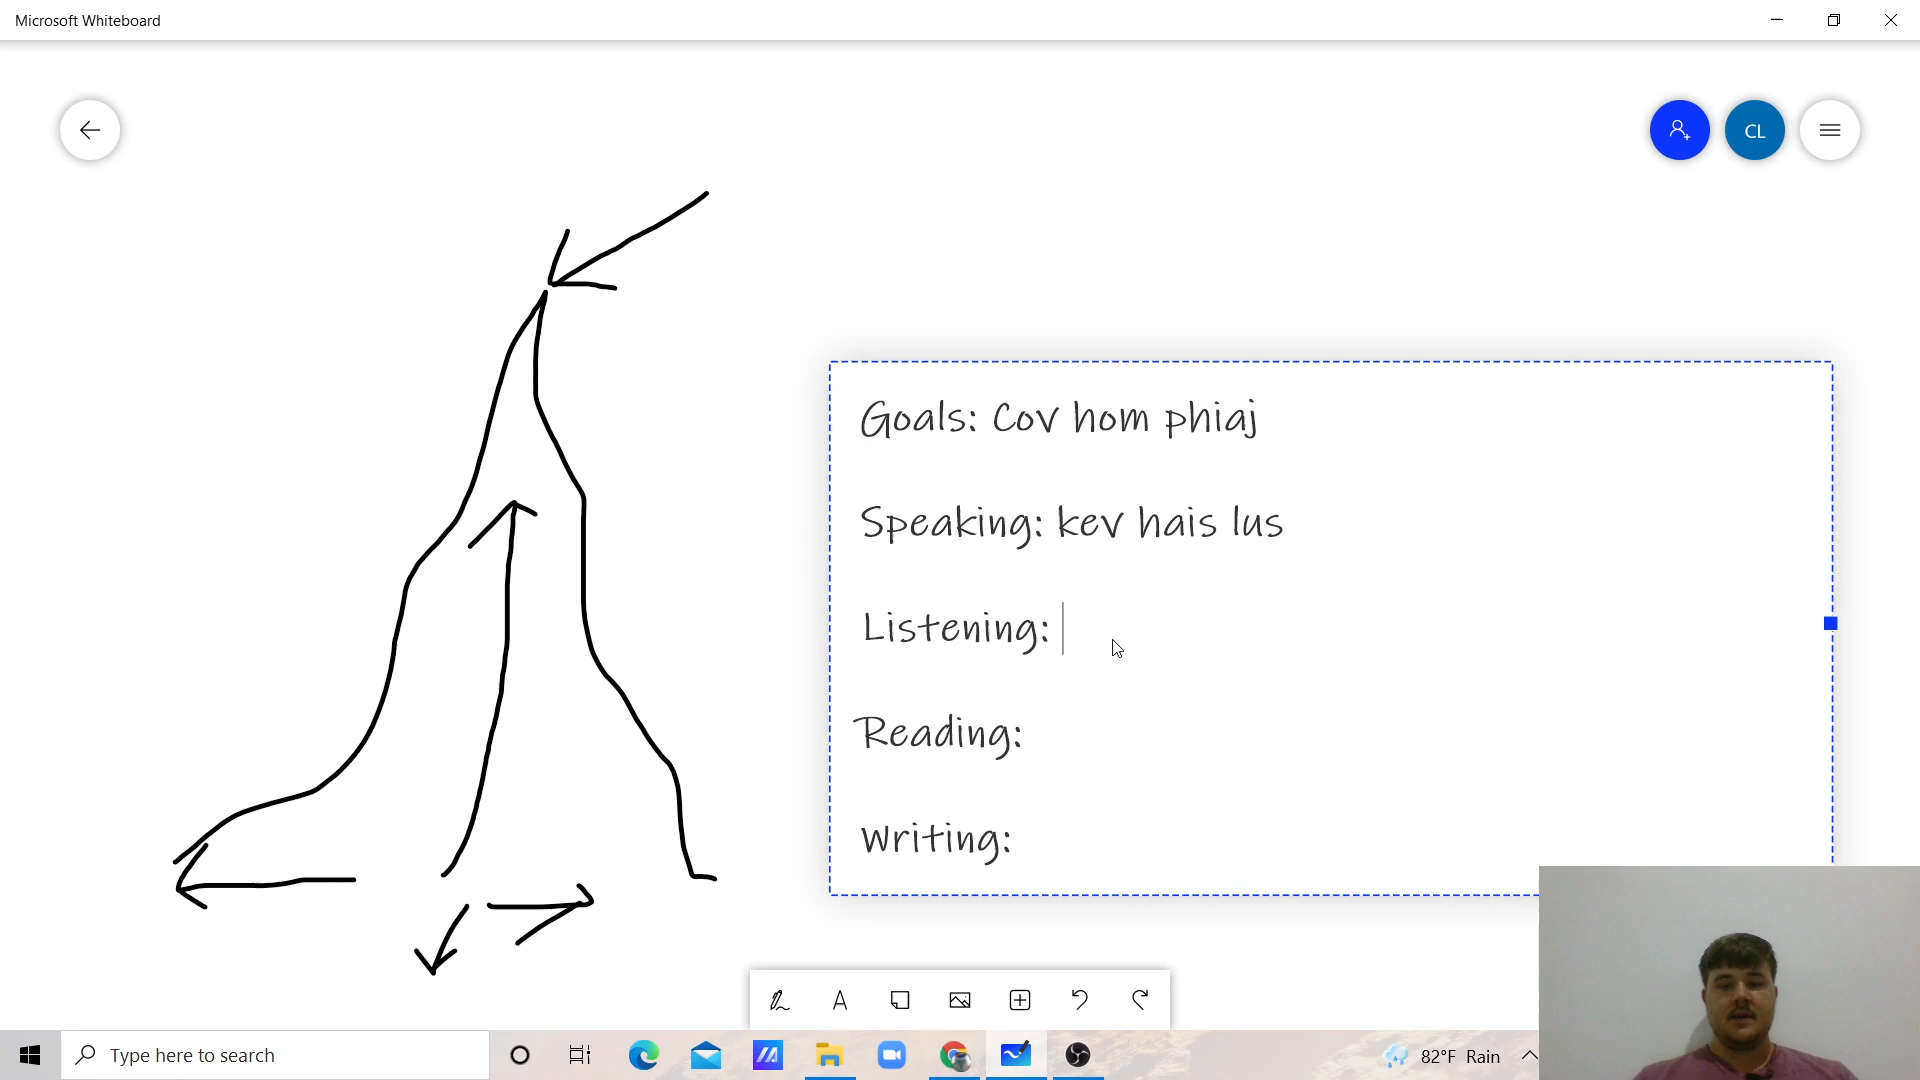 Microsoft Whiteboard
CL
Goals: Cov hom phiaj
Speaking: kev hais lus
Listening:
Reading:
Writing:
A
Type here to search
82°F Rain